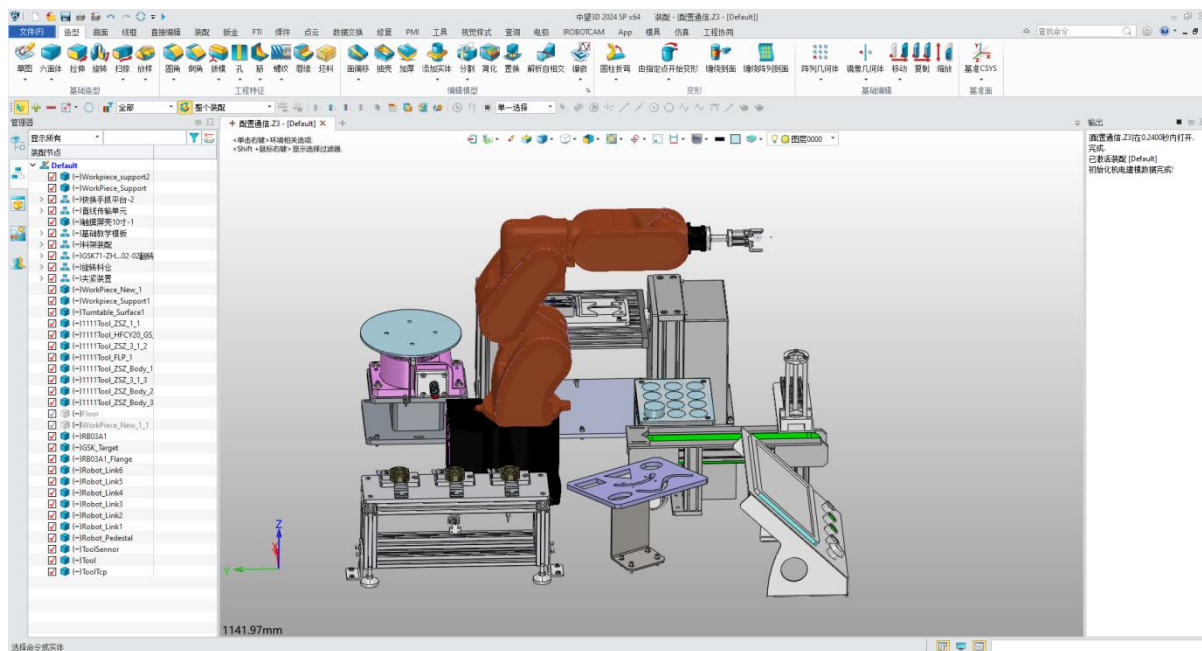 中望3D 2024 SP x64 装配 - [配置通信.Z3 - [Default]]
文件(F) 造型 曲面 线框 直接编辑 装配 钣金 FTI 焊件 点云 数据交换 修复 PMI 工具 视觉样式 查询 电极 IROBOTCAM App 模具 仿真 工程协同 查找命令
草图 六面体 拉伸 旋转 扫掠 放样 圆角 倒角 拔模 孔 筋 螺纹 唇缘 坯料 面偏移 抽壳 加厚 添加实体 分割 简化 置换 解析自相交 镶嵌 圆柱折弯 由指定点开始变形 缠绕到面 缠绕阵列到面 阵列几何体 镜像几何体 移动 复制 缩放 基准CSYS
基础造型 工程特征 编辑模型 变形 基础编辑 基准面
全部 整个装配 单一选择
管理器
配置通信.Z3 - [Default]
输出
显示所有
<单击右键>环境相关选项.
<Shift +鼠标右键>显示选择过滤器.
图层0000
[配置通信.Z3]在0.2400秒内打开.
完成.
已激活装配 [Default]
初始化机电建模数据完成!
装配节点
Default
(-)Workpiece_support2
(-)WorkPiece_Support
(-)快换手抓平台-2
(-)直线传输单元
(-)触摸屏壳10寸-1
(-)基础教学模板
(-)料架装配
(-)GSK71-ZH...02-02翻转
(-)旋转料仓
(-)夹紧装置
(-)WorkPiece_New_1
(-)Workpiece_Support1
(-)Turntable_Surface1
(-)1111Tool_ZSZ_1_1
(-)1111Tool_HFCY20_GS_
(-)1111Tool_ZSZ_3_1_2
(-)1111Tool_FLP_1
(-)1111Tool_ZSZ_Body_1
(-)1111Tool_ZSZ_3_1_3
(-)1111Tool_ZSZ_Body_2
(-)1111Tool_ZSZ_Body_3
(-)Floor
(-)WorkPiece_New_1_1
(-)RB03A1
(-)GSK_Target
(-)RB03A1_Flange
(-)Robot_Link6
(-)Robot_Link5
(-)Robot_Link4
(-)Robot_Link3
(-)Robot_Link2
(-)Robot_Link1
(-)Robot_Pedestal
(-)ToolSennor
(-)Tool
(-)ToolTcp
Z
X
Y
1141.97mm
选择命令或实体